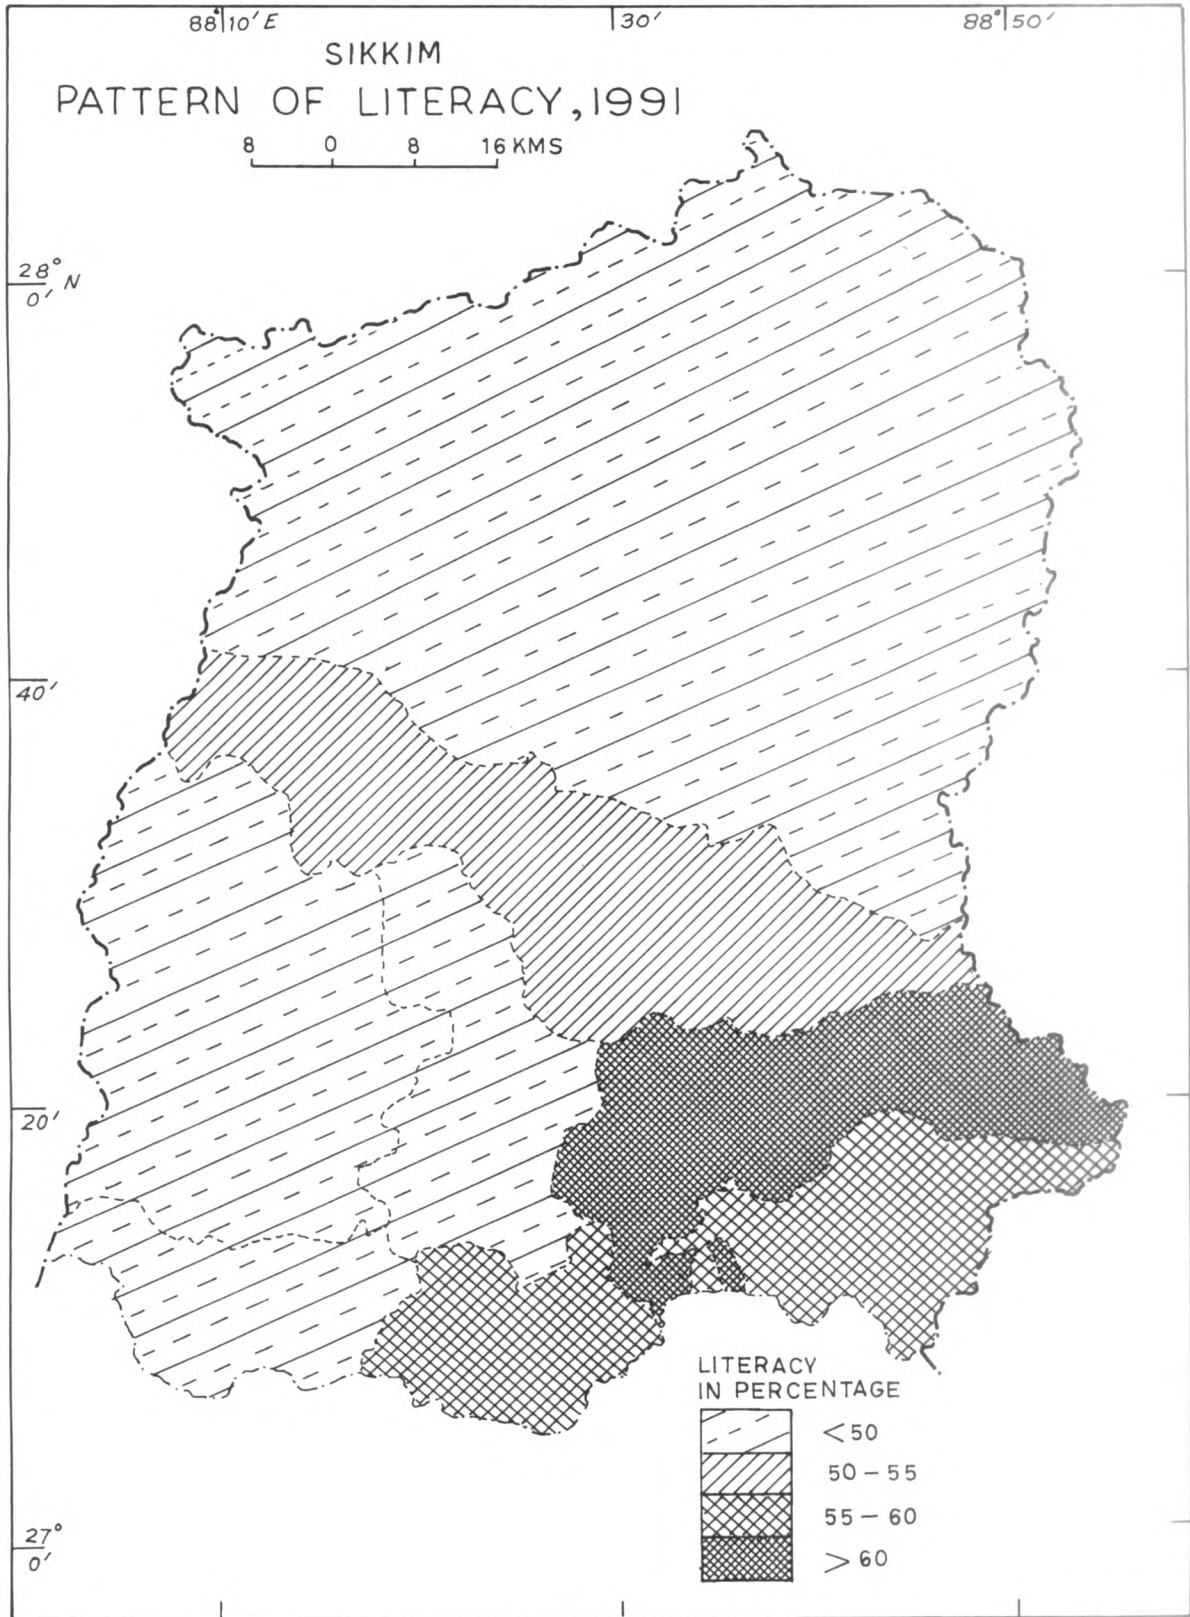 88°10' E 30' 88°50'
SIKKIM
PATTERN OF LITERACY, 1991
8 0 8 16 KMS
28° N
0'
40'
20'
27°
0'
LITERACY
IN PERCENTAGE
<50
50-55
55-60
>60